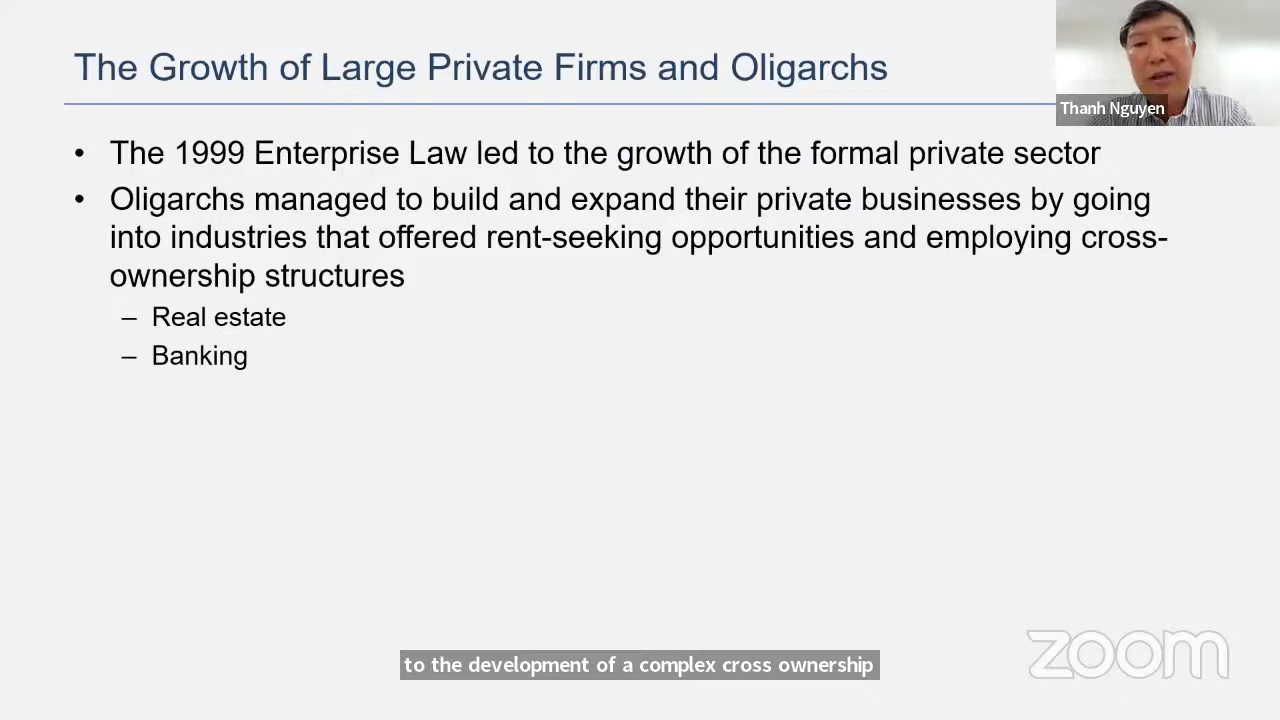 The Growth of Large Private Firms and Oligarchs
Thanh Nguyen
• The 1999 Enterprise Law led to the growth of the formal private sector
• Oligarchs managed to build and expand their private businesses by going
into industries that offered rent-seeking opportunities and employing cross-
ownership structures
– Real estate
– Banking
to the development of a complex cross ownership
zoom